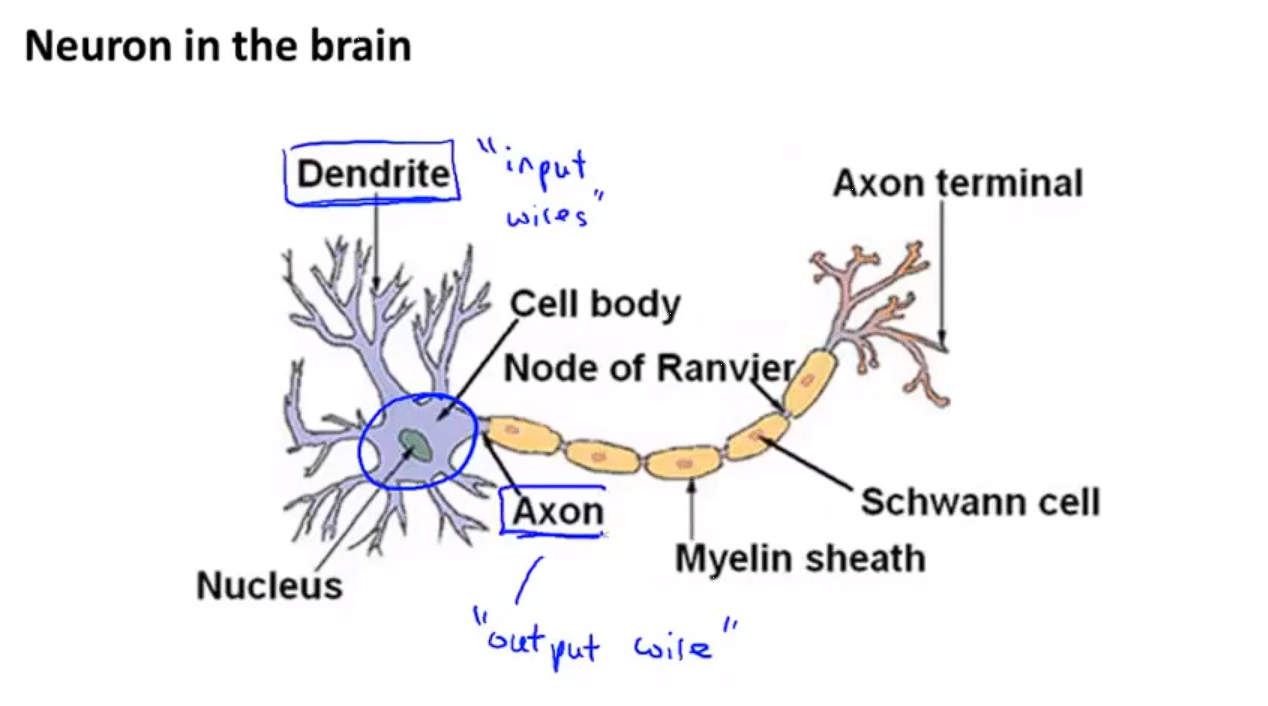 Neuron in the brain
Dendrite
"input
wires"
Axon terminal
Cell body
Node of Ranvier
Axon
Schwann cell
Myelin sheath
Nucleus
"output wire"